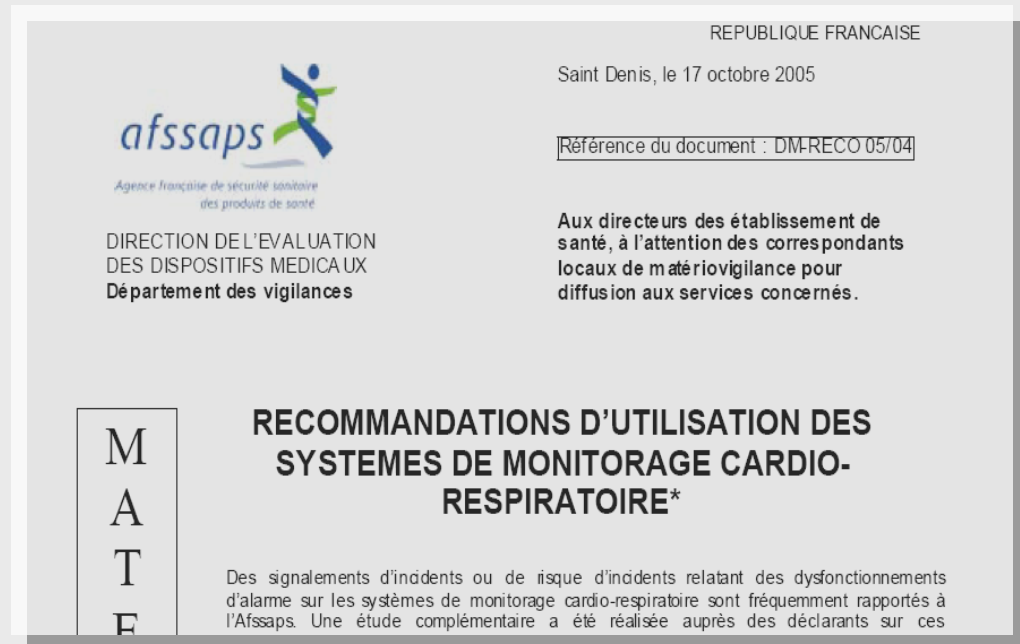 REPUBLIQUE FRANCAISE
Saint Denis, le 17 octobre 2005
afssaps
Agence française de sécurité sanitaire
des produits de santé
Référence du document : DM-RECO 05/04
DIRECTION DE L'EVALUATION
DES DISPOSITIFS MEDICAUX
Département des vigilances
Aux directeurs des établissement de
santé, à l'attention des correspondants
locaux de matériovigilance pour
diffusion aux services concernés.
RECOMMANDATIONS D'UTILISATION DES
SYSTEMES DE MONITORAGE CARDIO-
RESPIRATOIRE*
M
A
T
E
Des signalements d'incidents ou de risque d'incidents relatant des dysfonctionnements
d'alarme sur les systèmes de monitorage cardio-respiratoire sont fréquemment rapportés à
l'Afssaps. Une étude complémentaire a été réalisée auprès des déclarants sur ces